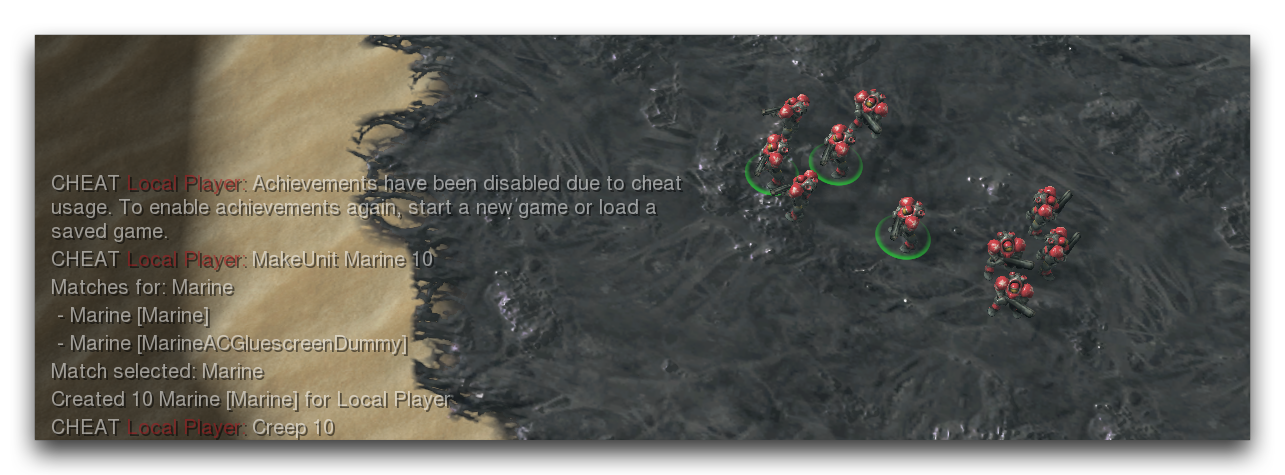 CHEAT Local Player: Achievements have been disabled due to cheat
usage. To enable achievements again, start a new game or load a
saved game.
CHEAT Local Player: MakeUnit Marine 10
Matches for: Marine
- Marine [Marine]
- Marine [MarineACGluescreenDummy]
Match selected: Marine
Created 10 Marine [Marine] for Local Player
CHEAT Local Player: Creep 10